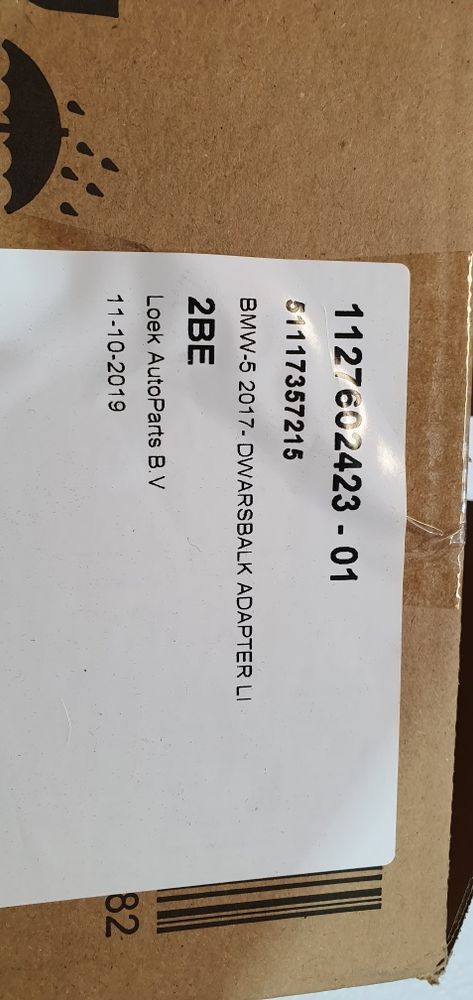 1127602423 - 01
51117357215
BMW-5 2017- DWARSBALK ADAPTER LI
2BE
Loek AutoParts B.V
11-10-2019
82